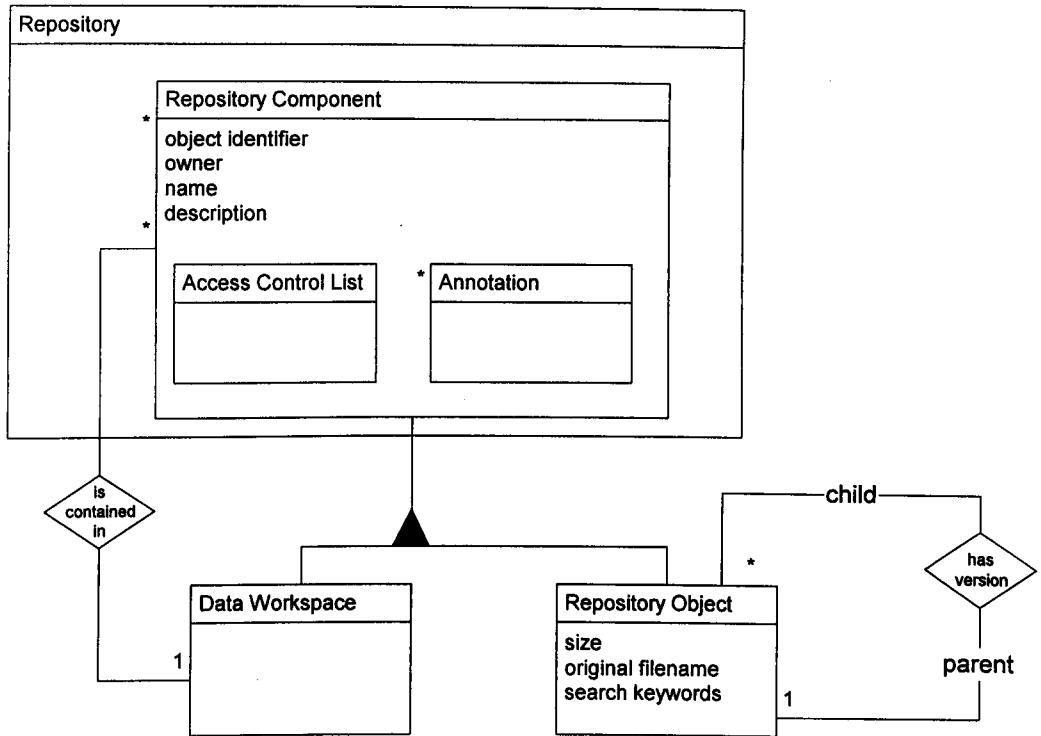 Repository
Repository Component
*
object identifier
owner
name
description
*
Access Control List
*
Annotation
is
contained
in
child
has
version
*
Data Workspace
Repository Object
size
original filename
search keywords
1
parent
1